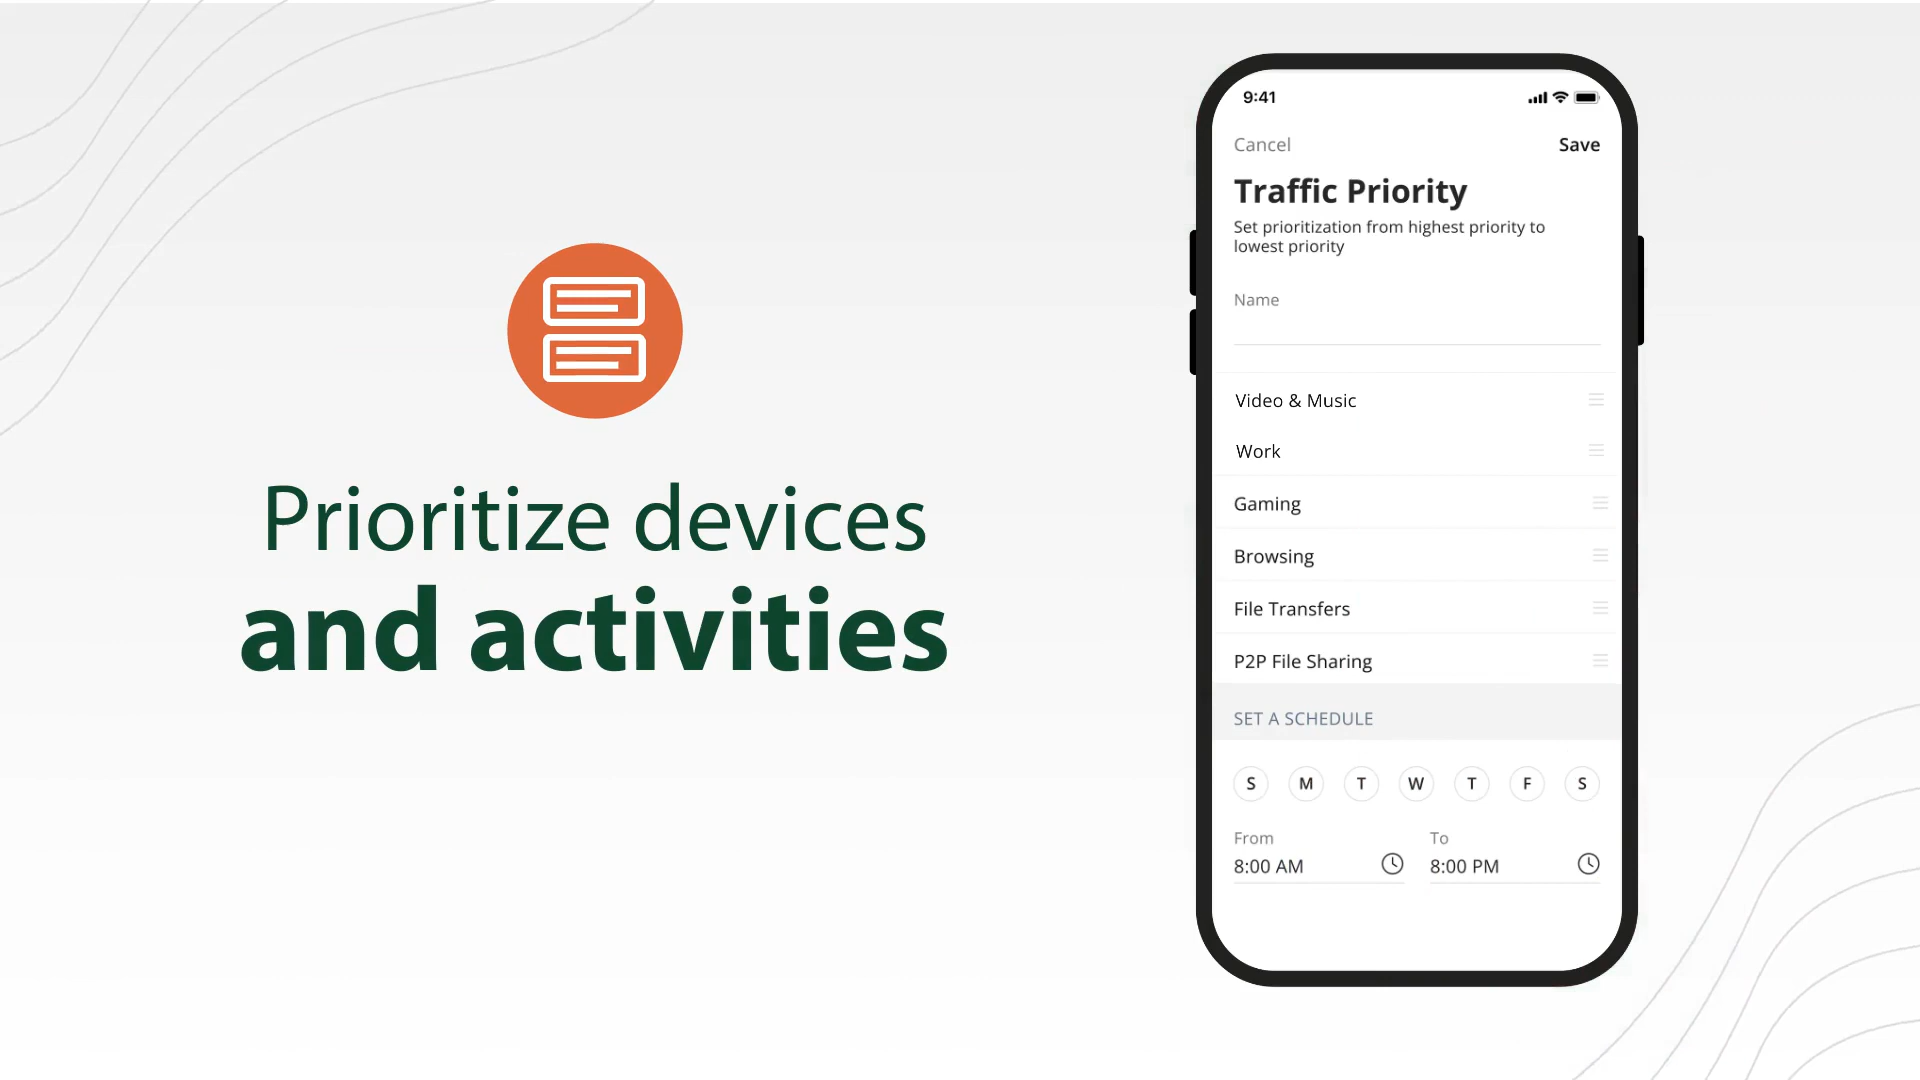 Prioritize devices
and activities
9:41
Cancel Save
Traffic Priority
Set prioritization from highest priority to
lowest priority
Name
Video & Music
Work
Gaming
Browsing
File Transfers
P2P File Sharing
SET A SCHEDULE
S M T W T F S
From To
8:00 AM 8:00 PM